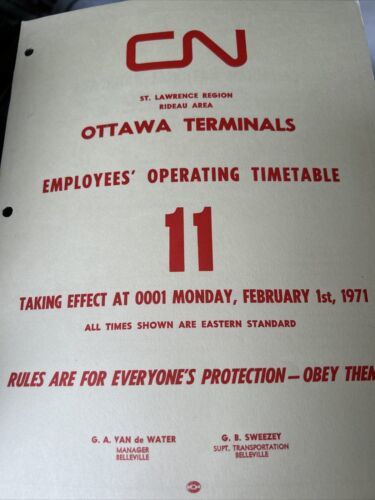 CN
ST. LAWRENCE REGION
RIDEAU AREA
OTTAWA TERMINALS
EMPLOYEES' OPERATING TIMETABLE
11
TAKING EFFECT AT 0001 MONDAY, FEBRUARY 1st, 1971
ALL TIMES SHOWN ARE EASTERN STANDARD
RULES ARE FOR EVERYONE'S PROTECTION — OBEY THEM
G. A. VAN de WATER G. B. SWEEZEY
MANAGER SUPT. TRANSPORTATION
BELLEVILLE BELLEVILLE